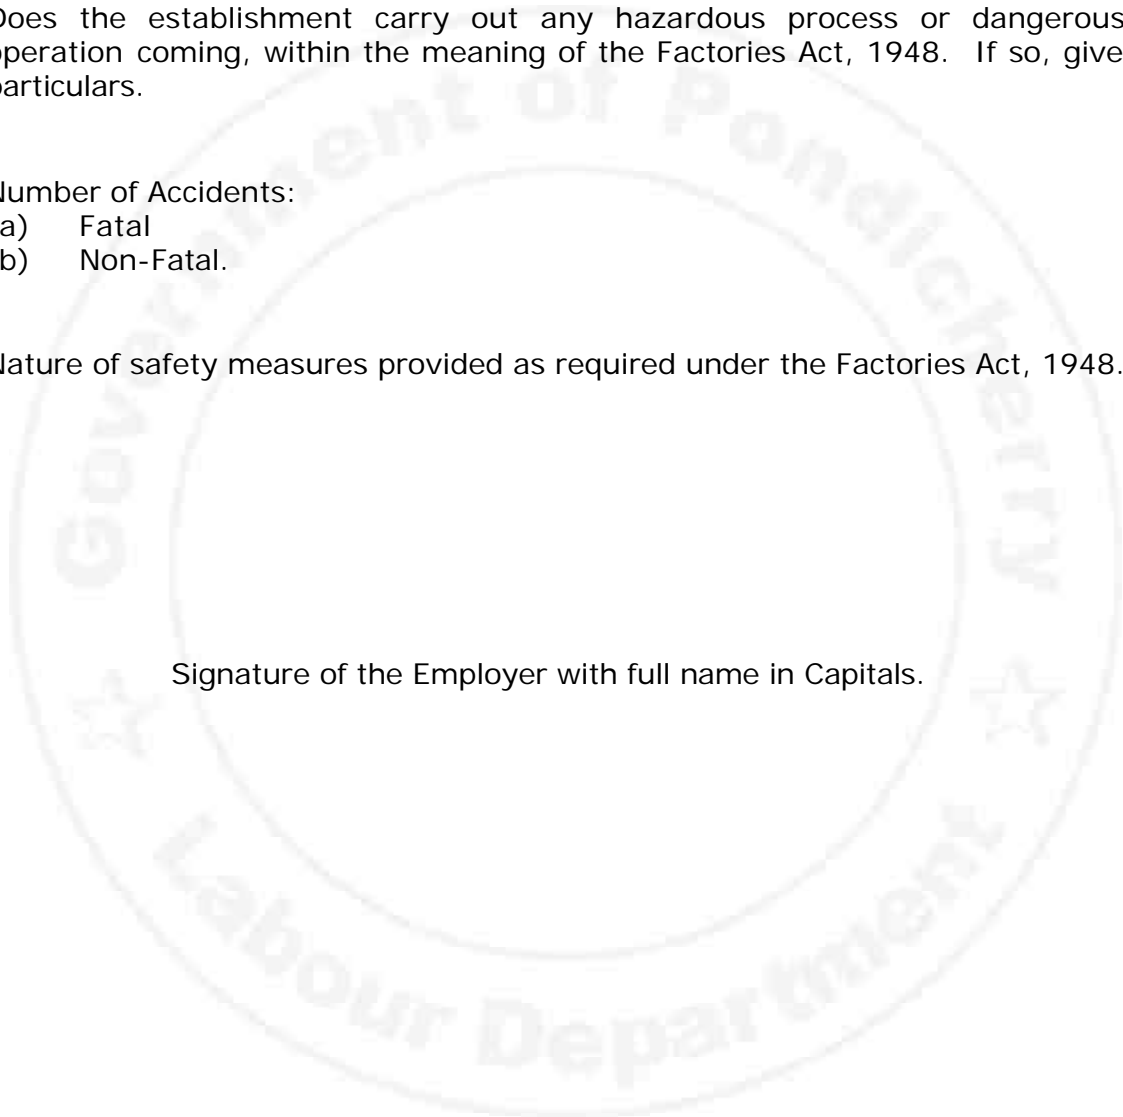 Does the establishment carry out any hazardous process or dangerous
operation coming, within the meaning of the Factories Act, 1948. If so, give
particulars.
Number of Accidents:
a) Fatal
b) Non-Fatal.
Nature of safety measures provided as required under the Factories Act, 1948.
Signature of the Employer with full name in Capitals.
Government of Pondicherry
Labour Department